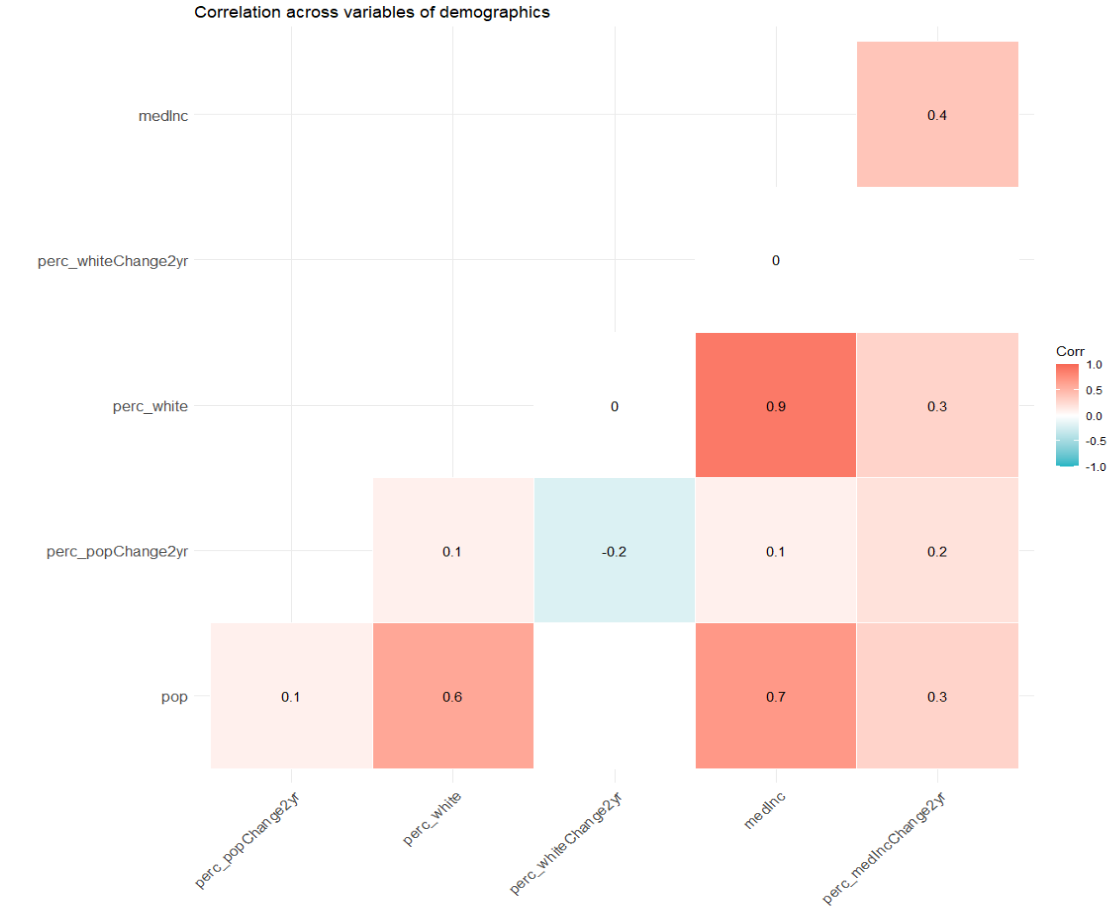 Correlation across variables of demographics
medInc
0.4
perc_whiteChange2yr
0
perc_white
0
0.9
0.3
Corr
1.0
0.5
0.0
-0.5
-1.0
perc_popChange2yr
0.1
-0.2
0.1
0.2
pop
0.1
0.6
0.7
0.3
perc_popChange2yr
perc_white
perc_whiteChange2yr
medInc
perc_medIncChange2yr